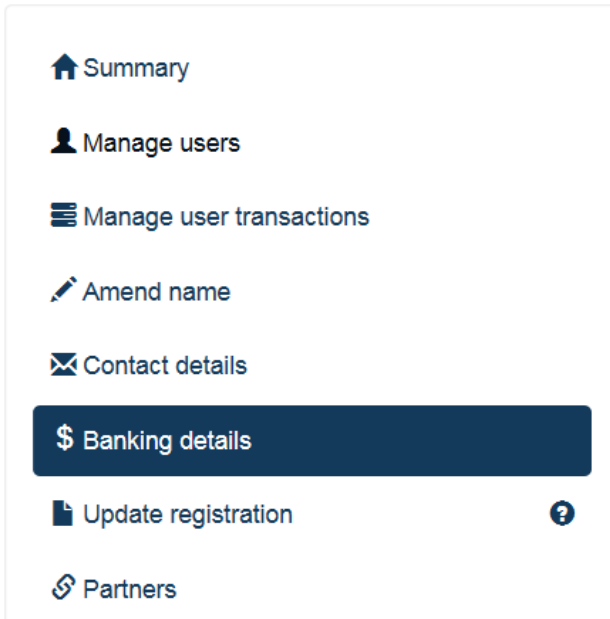 Summary
Manage users
Manage user transactions
Amend name
Contact details
$ Banking details
Update registration ?
Partners